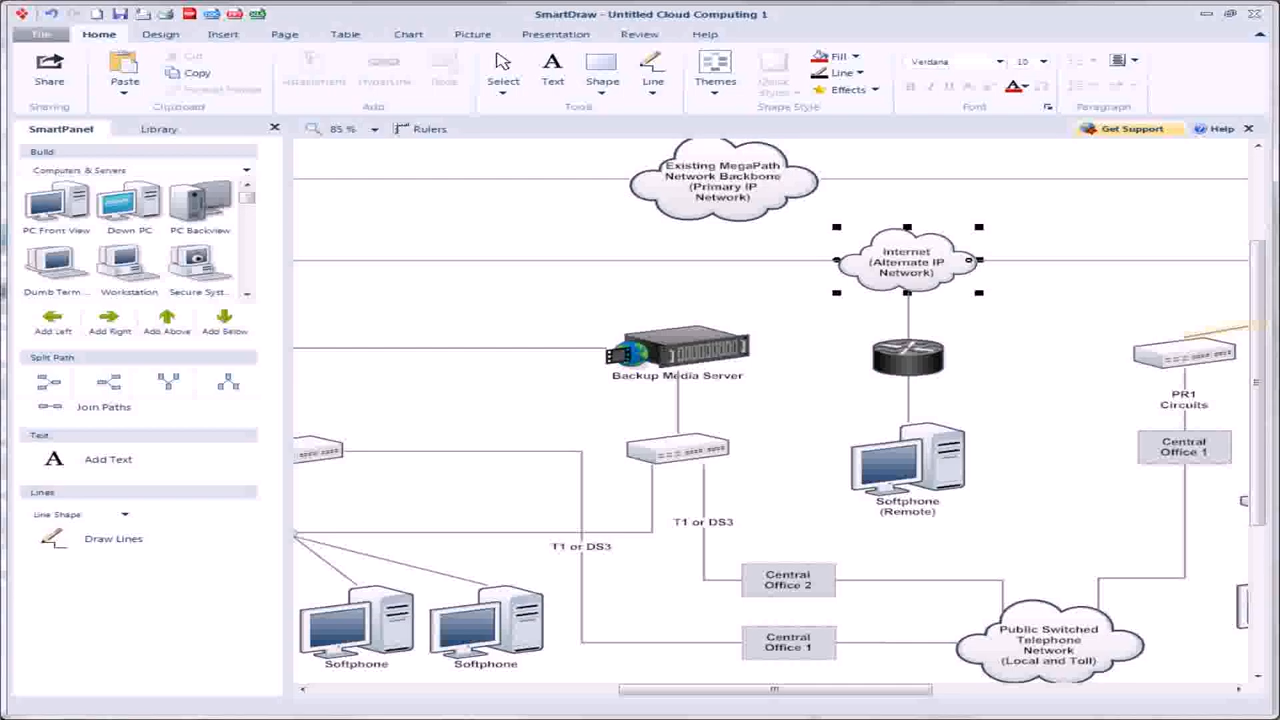 SmartDraw - Untitled Cloud Computing 1
File Home Design Insert Page Table Chart Picture Presentation Review Help
Share
Sharing
Paste
Cut
Copy
Clipboard
Hyperlink
Add
Select
Text
Shape
Line
Tools
Themes
Quick
Styles
Fill
Line
Effects
Shape Style
Verdana 10
B I U
Font
Paragraph
SmartPanel Library
85 % Rulers
Get Support Help
Build
Computers & Servers
PC Front View Down PC PC Backview
Dumb Term... Workstation Secure Syst...
Add Left Add Right Add Above Add Below
Split Path
Join Paths
Text
A Add Text
Lines
Line Shape
Draw Lines
Existing MegaPath
Network Backbone
(Primary IP
Network)
Internet
(Alternate IP
Network)
Backup Media Server
PR1
Circuits
Central
Office 1
Softphone
(Remote)
T1 or DS3
T1 or DS3
Central
Office 2
Central
Office 1
Public Switched
Telephone
Network
(Local and Toll)
Softphone
Softphone